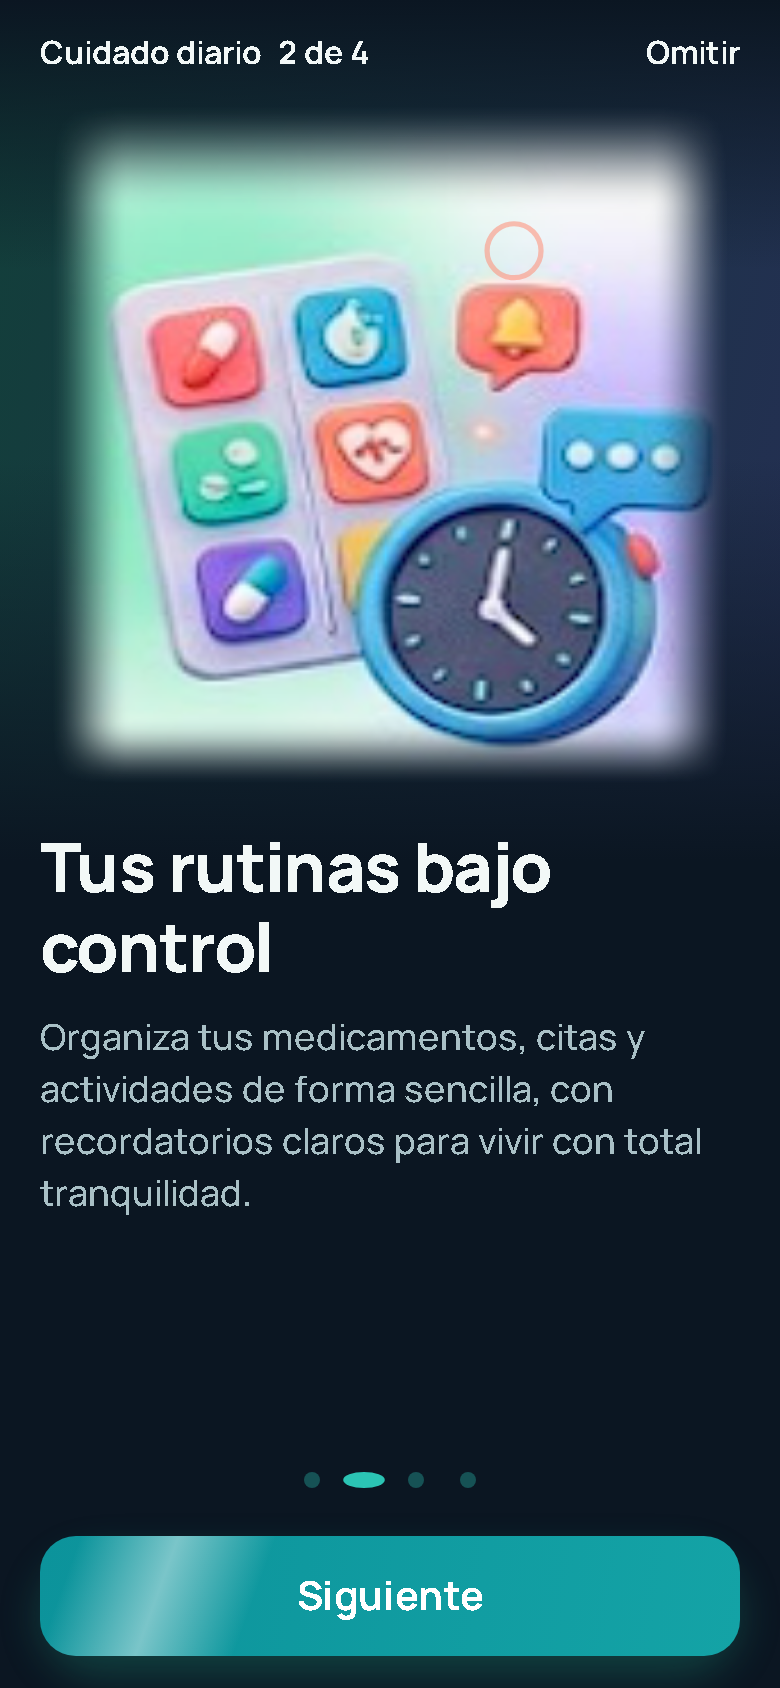 Cuidado diario 2 de 4
Omitir
Tus rutinas bajo
control
Organiza tus medicamentos, citas y
actividades de forma sencilla, con
recordatorios claros para vivir con total
tranquilidad.
Siguiente